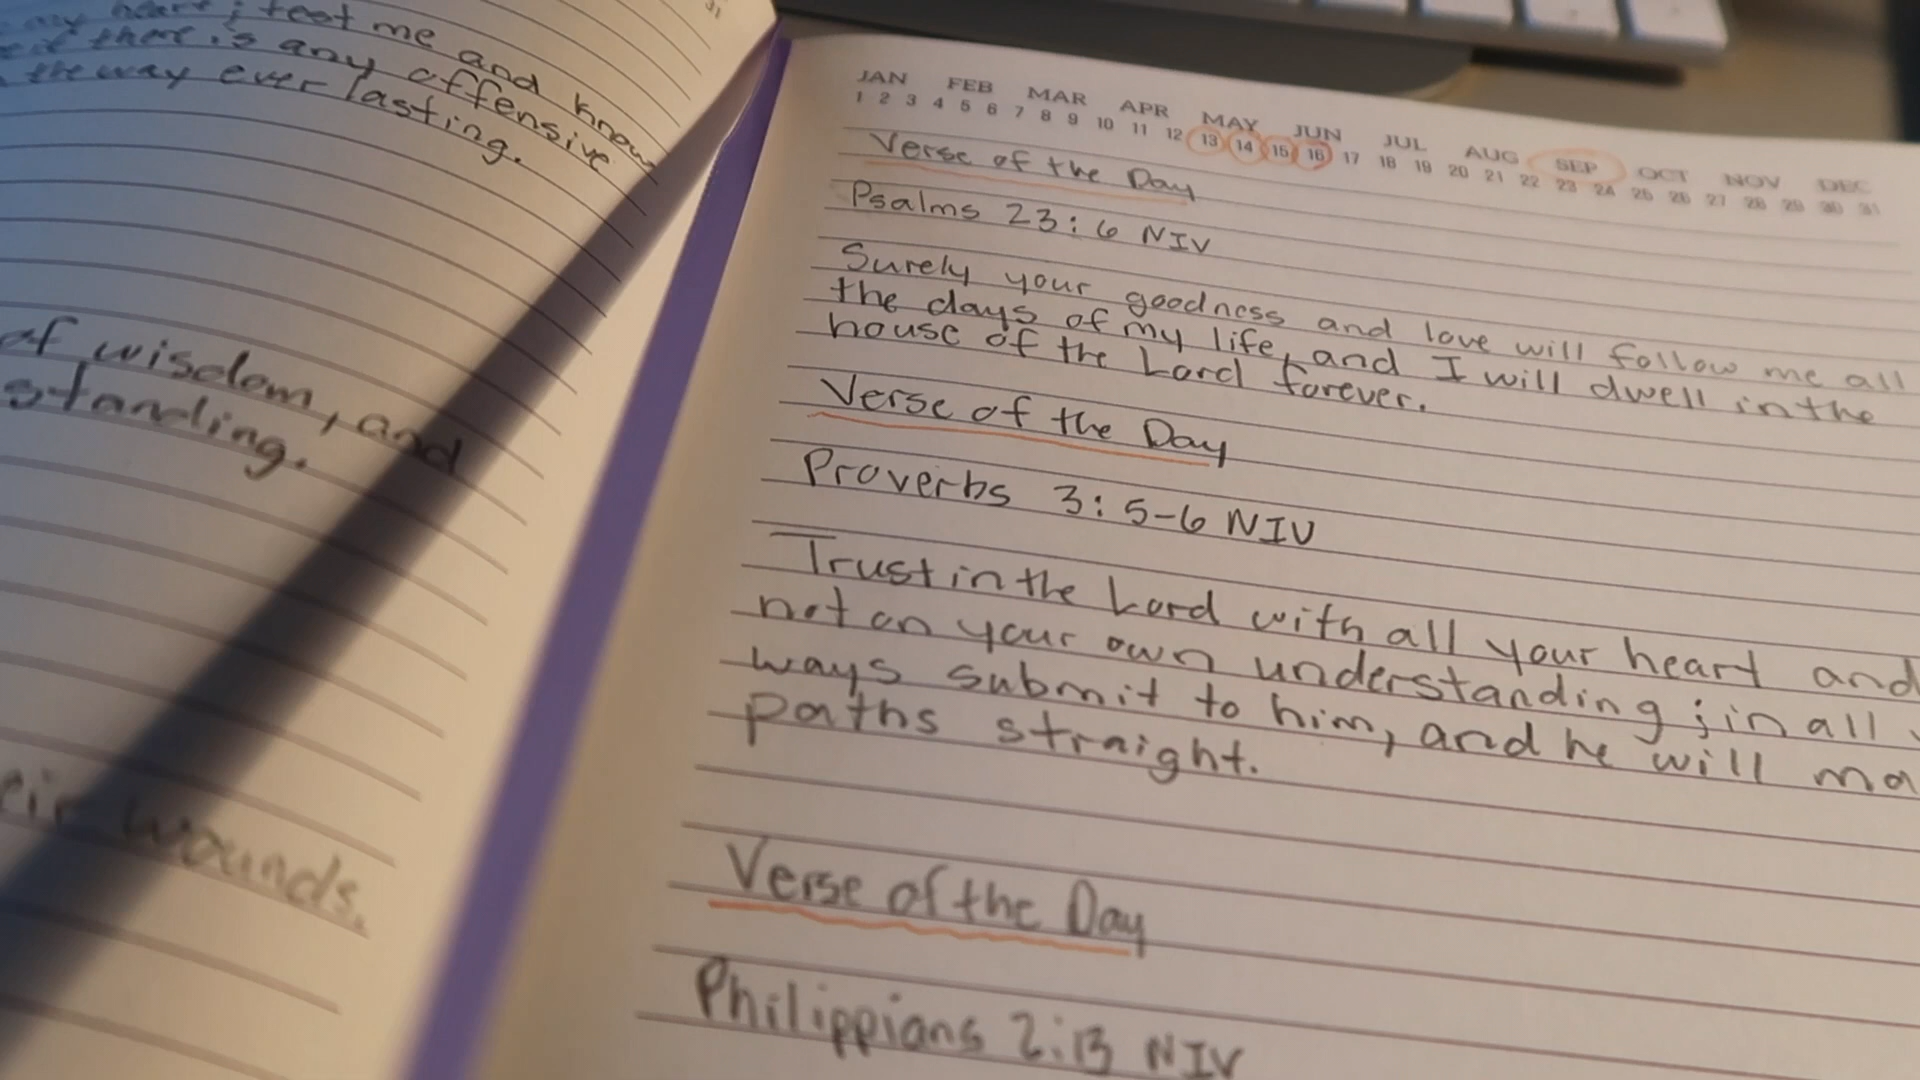 my heart; test me and know
if there is any offensive
the way everlasting.
of wisdom, and
standing.
wounds.
31
JAN FEB MAR APR MAY JUN JUL AUG SEP OCT NOV DEC
1 2 3 4 5 6 7 8 9 10 11 12 13 14 15 16 17 18 19 20 21 22 23 24 25 26 27 28 29 30 31
Verse of the Day
Psalms 23:6 NIV
Surely your goodness and love will follow me all
the days of my life, and I will dwell in the
house of the Lord forever.
Verse of the Day
Proverbs 3:5-6 NIV
Trust in the Lord with all your heart and
not on your own understanding; in all
ways submit to him, and he will ma
paths straight.
Verse of the Day
Philippians 2:13 NIV